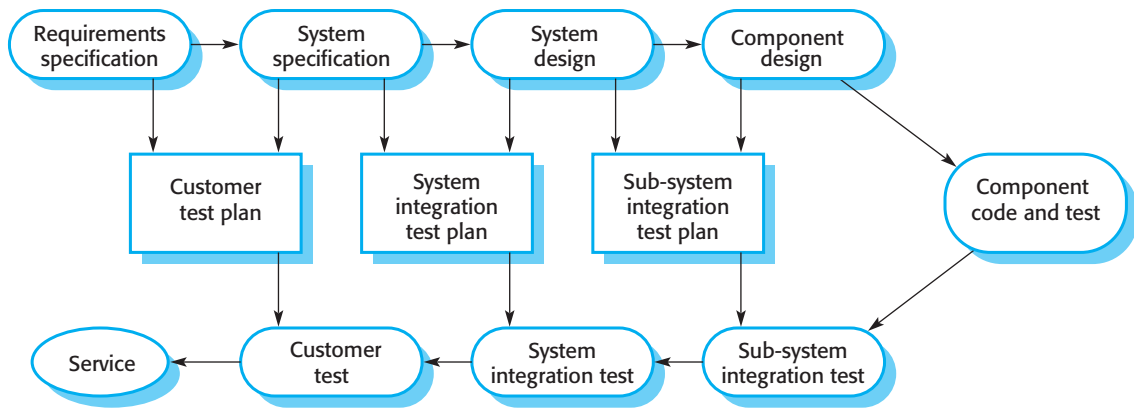 Requirements
specification
System
specification
System
design
Component
design
Customer
test plan
System
integration
test plan
Sub-system
integration
test plan
Component
code and test
Service
Customer
test
System
integration test
Sub-system
integration test